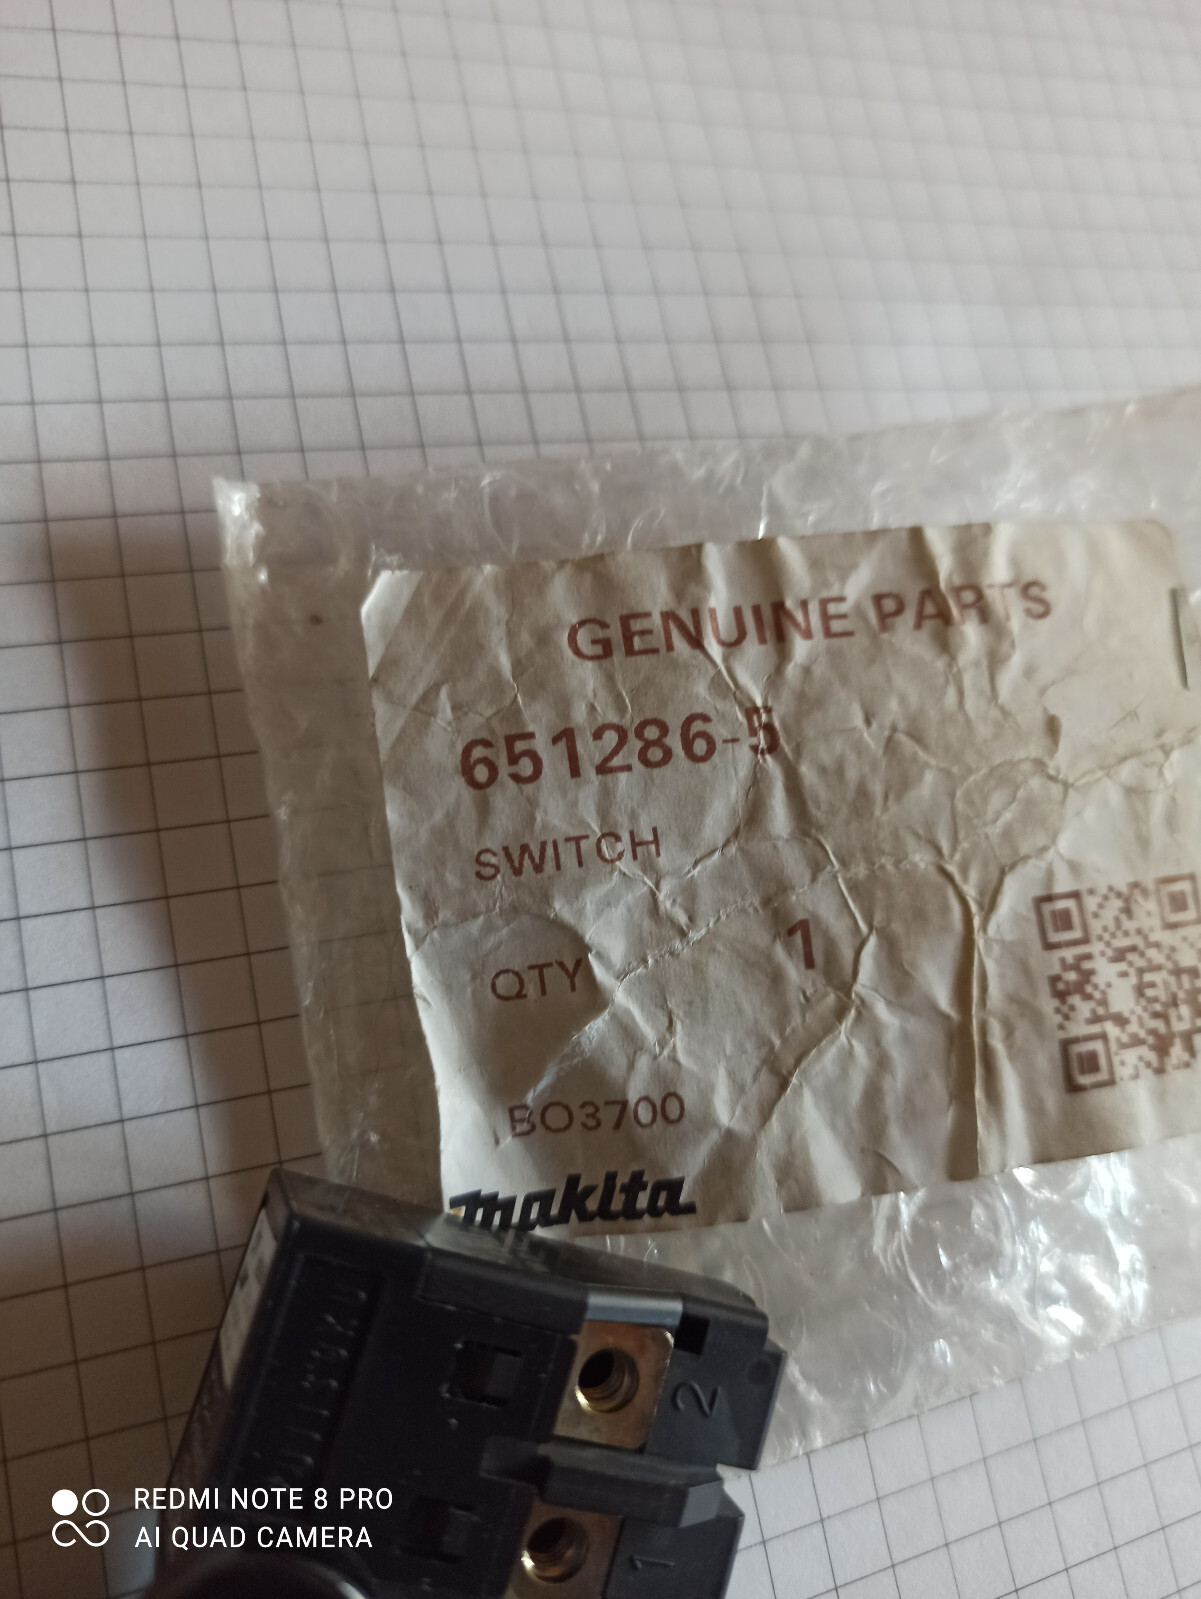 GENUINE PARTS
651286-5
SWITCH
QTY 1
BO3700
makita
2
1
REDMI NOTE 8 PRO
AI QUAD CAMERA